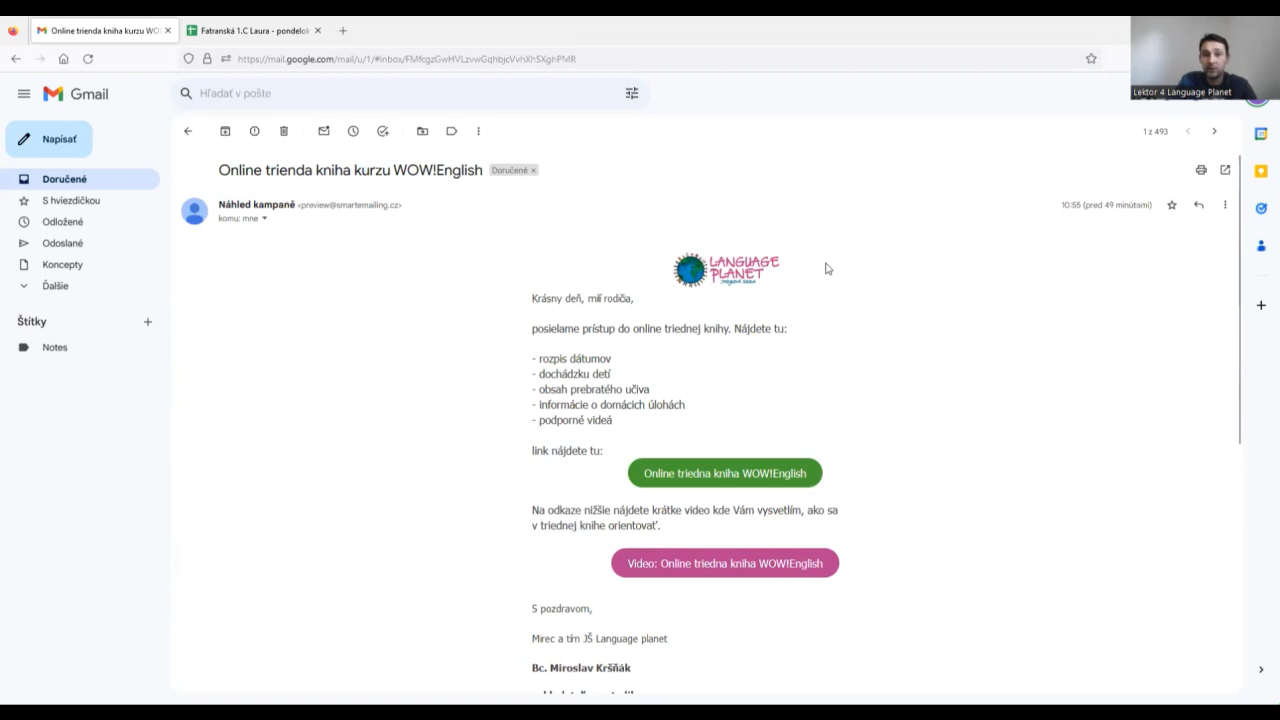 Online trienda kniha kurzu WO
Fatranská 1.C Laura - pondelok
https://mail.google.com/mail/u/1/#inbox/FMfcgzGwHVLzvwGqhbjcVvhXhSXghPMR
Lektor 4 Language Planet
Gmail
Hľadať v pošte
Napísať
1 z 493
Doručené
S hviezdičkou
Odložené
Odoslané
Koncepty
Ďalšie
Štítky
Notes
Online trienda kniha kurzu WOW!English
Doručené
Náhled kampaně <preview@smartemailing.cz>
10:55 (pred 49 minútami)
komu: mne
LANGUAGE
PLANET
jazyková škola
Krásny deň, milí rodičia,
posielame prístup do online triednej knihy. Nájdete tu:
- rozpis dátumov
- dochádzku detí
- obsah prebratého učiva
- informácie o domácich úlohách
- podporné videá
link nájdete tu:
Online triedna kniha WOW!English
Na odkaze nižšie nájdete krátke video kde Vám vysvetlím, ako sa
v triednej knihe orientovať.
Video: Online triedna kniha WOW!English
S pozdravom,
Mirec a tím JŠ Language planet
Bc. Miroslav Kršňák